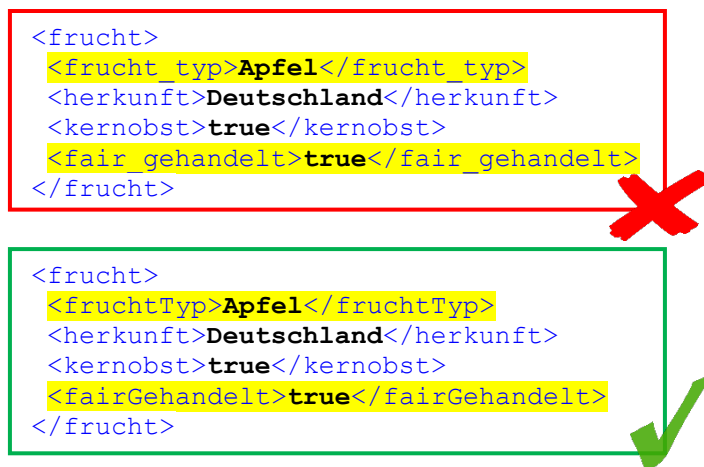 <frucht>
<frucht_typ>Apfel</frucht_typ>
<herkunft>Deutschland</herkunft>
<kernobst>true</kernobst>
<fair_gehandelt>true</fair_gehandelt>
</frucht>
<frucht>
<fruchtTyp>Apfel</fruchtTyp>
<herkunft>Deutschland</herkunft>
<kernobst>true</kernobst>
<fairGehandelt>true</fairGehandelt>
</frucht>